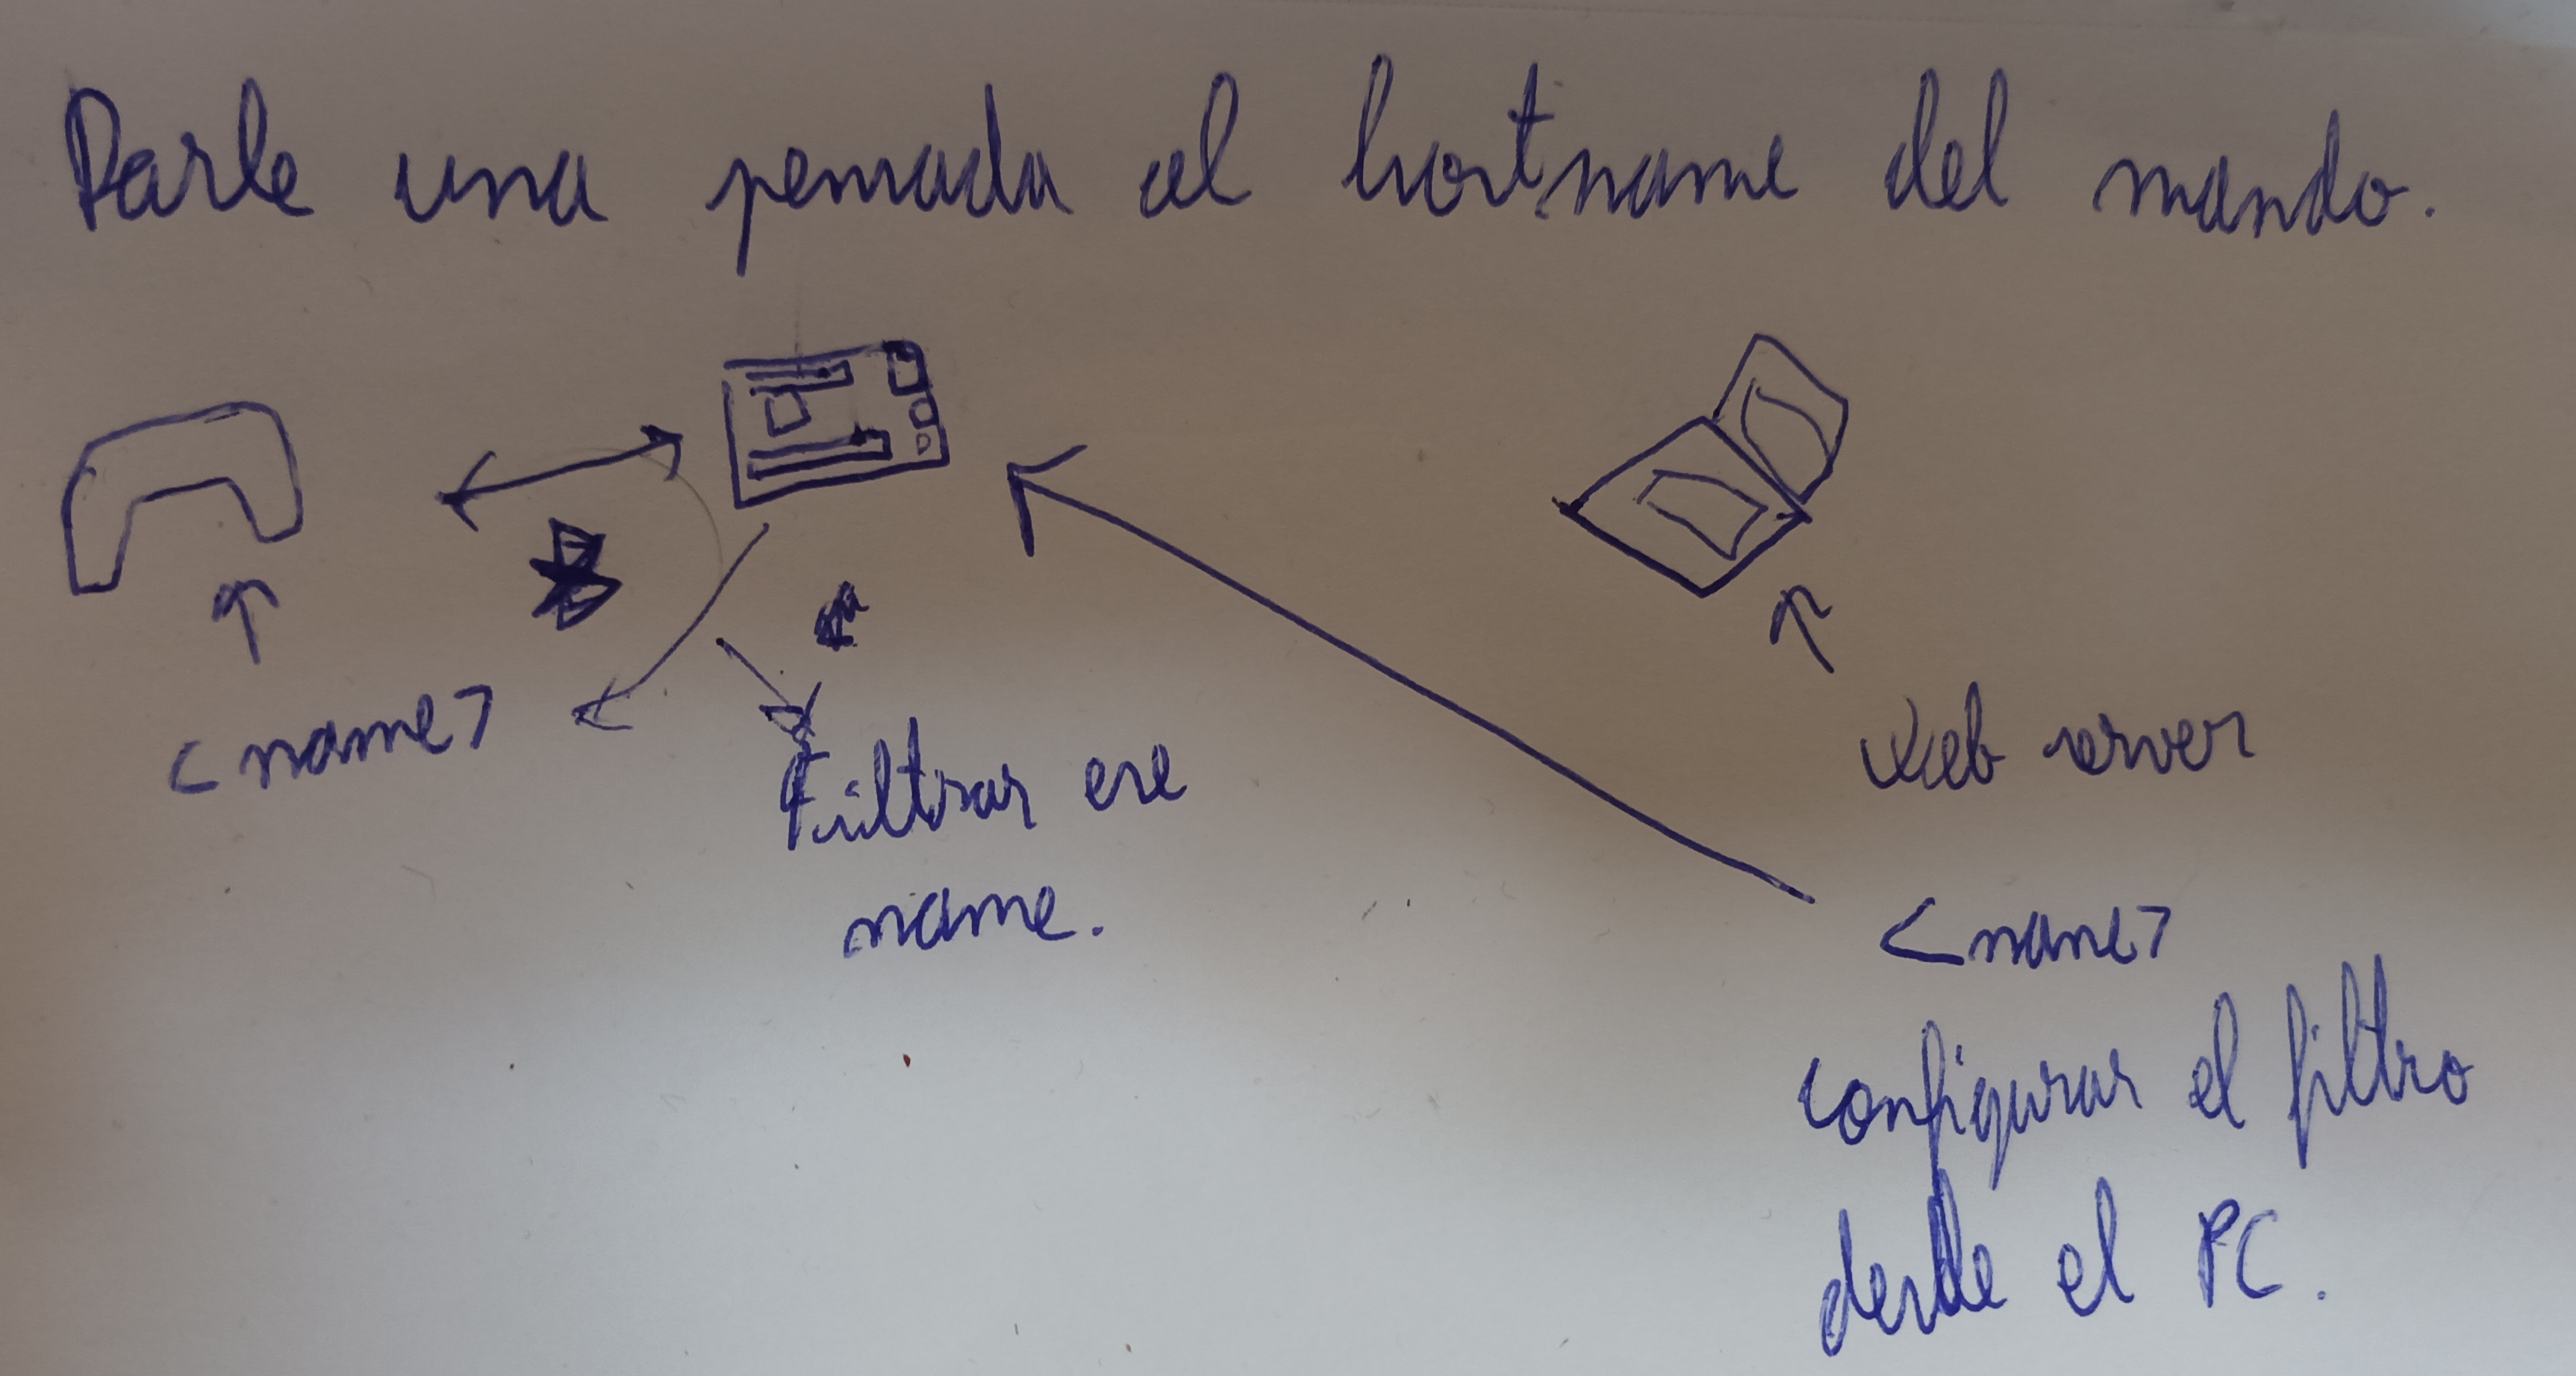 Darle una pensada al hostname del mando.
<name>
Filtrar ese
name.
Web server
<name>
configurar el filtro
desde el PC.